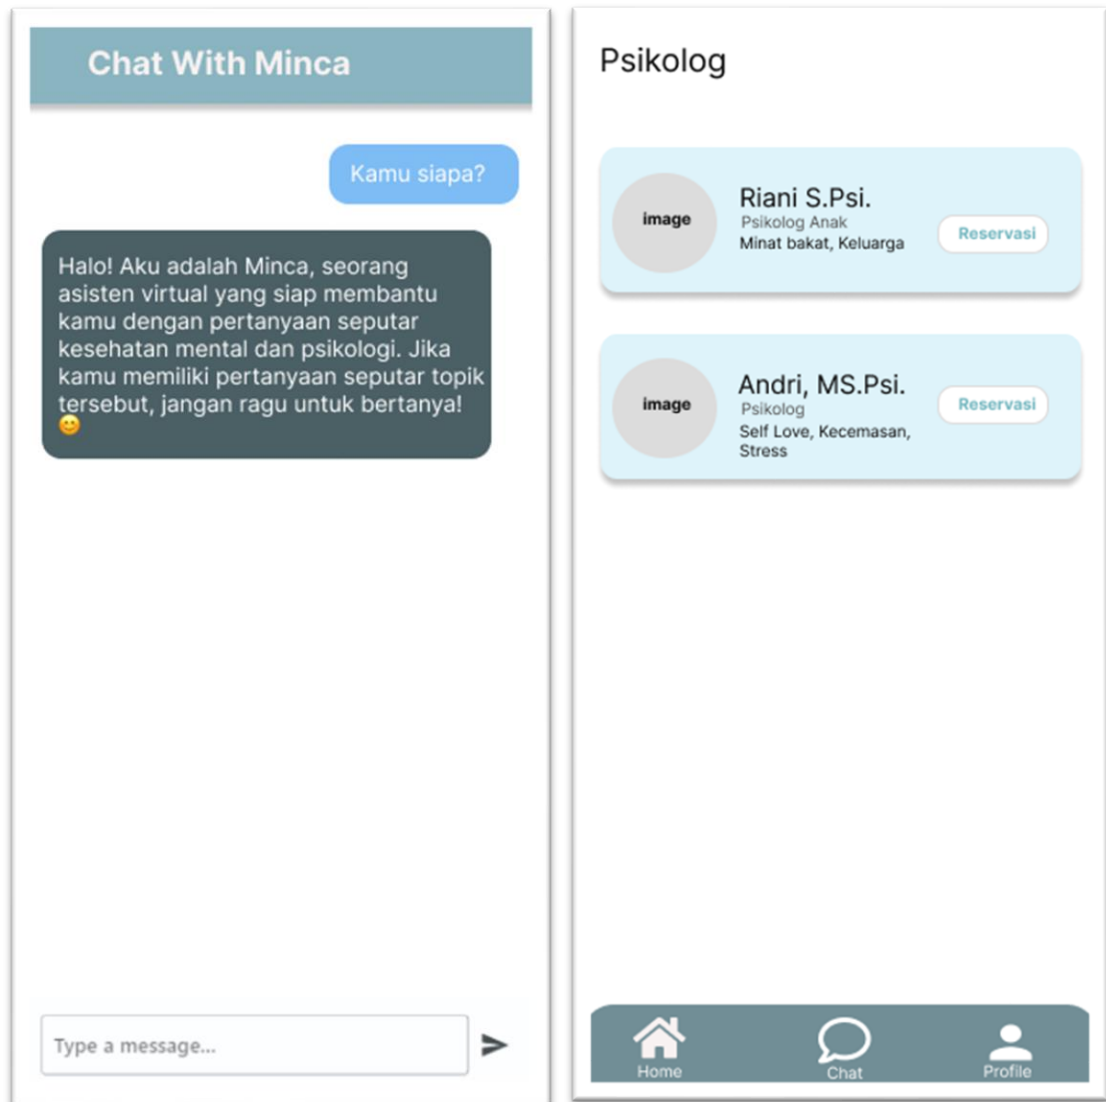 Chat With Minca
Kamu siapa?
Halo! Aku adalah Minca, seorang
asisten virtual yang siap membantu
kamu dengan pertanyaan seputar
kesehatan mental dan psikologi. Jika
kamu memiliki pertanyaan seputar topik
tersebut, jangan ragu untuk bertanya!
😊
Type a message...
Psikolog
image
Riani S.Psi.
Psikolog Anak
Minat bakat, Keluarga
Reservasi
image
Andri, MS.Psi.
Psikolog
Self Love, Kecemasan,
Stress
Reservasi
Home
Chat
Profile